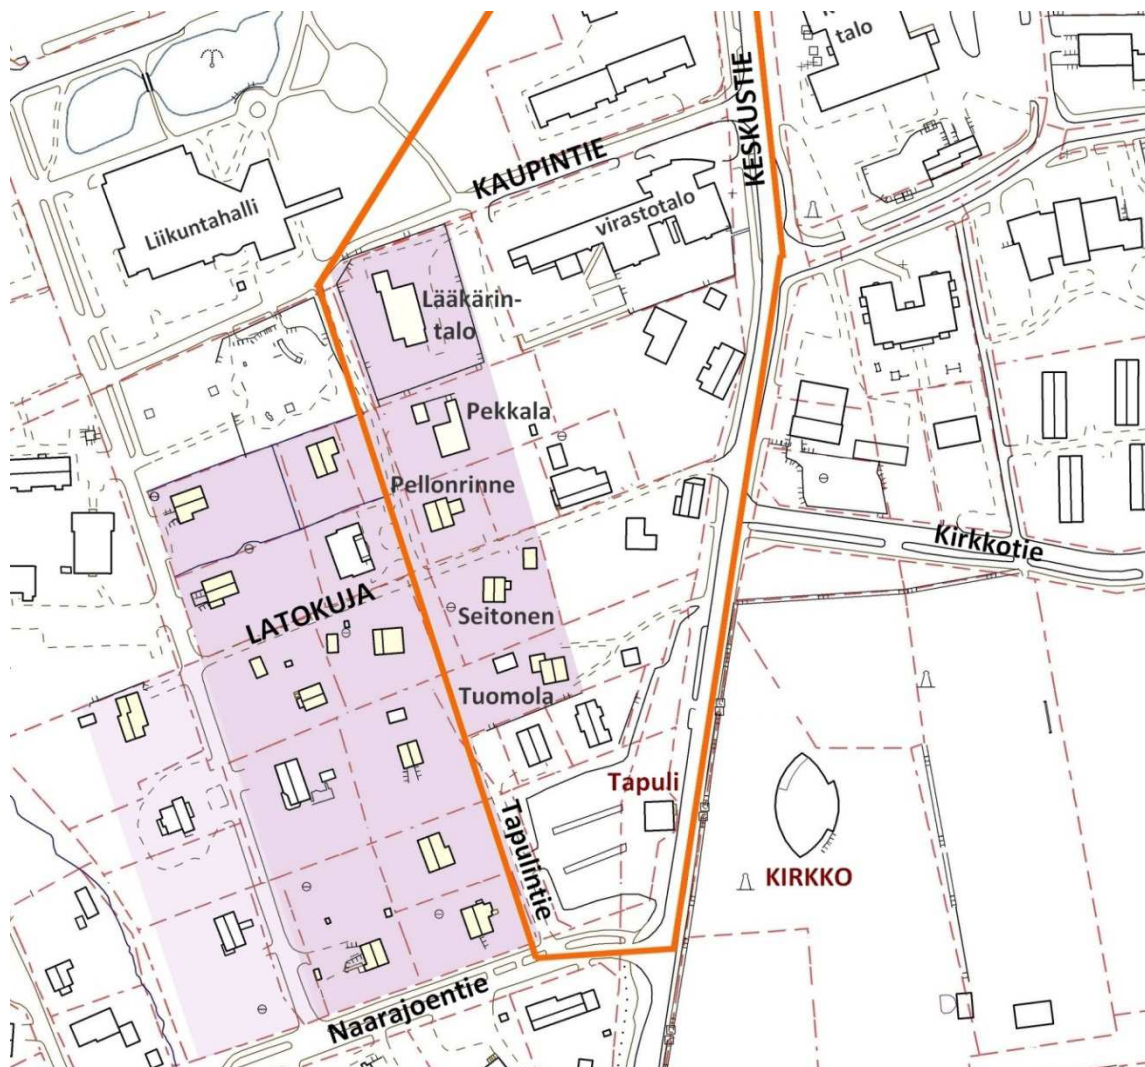 talo
KESKUSTIE
KAUPINTIE
virastotalo
Liikuntahalli
Lääkärin-
talo
Pekkala
Pellonrinne
Kirkkotie
LATOKUJA
Seitonen
Tuomola
Tapuli
Tapulintie
KIRKKO
Naarajoentie